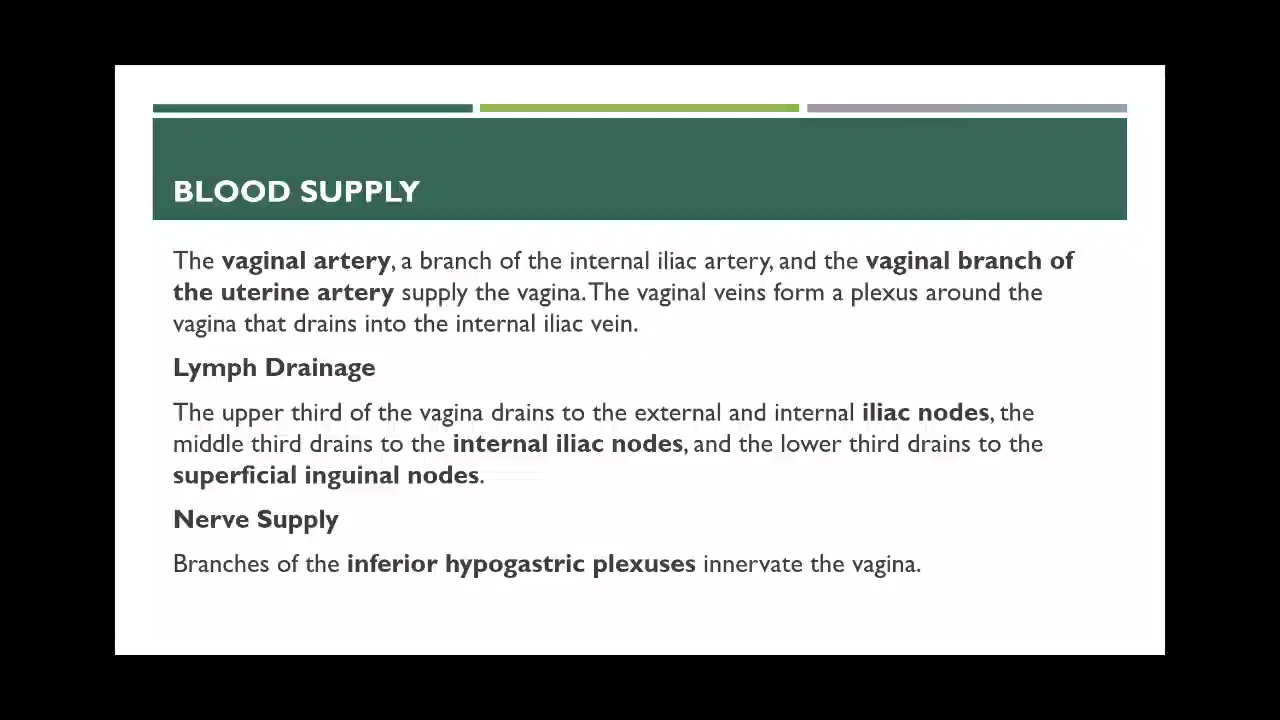 BLOOD SUPPLY
The vaginal artery, a branch of the internal iliac artery, and the vaginal branch of
the uterine artery supply the vagina. The vaginal veins form a plexus around the
vagina that drains into the internal iliac vein.
Lymph Drainage
The upper third of the vagina drains to the external and internal iliac nodes, the
middle third drains to the internal iliac nodes, and the lower third drains to the
superficial inguinal nodes.
Nerve Supply
Branches of the inferior hypogastric plexuses innervate the vagina.